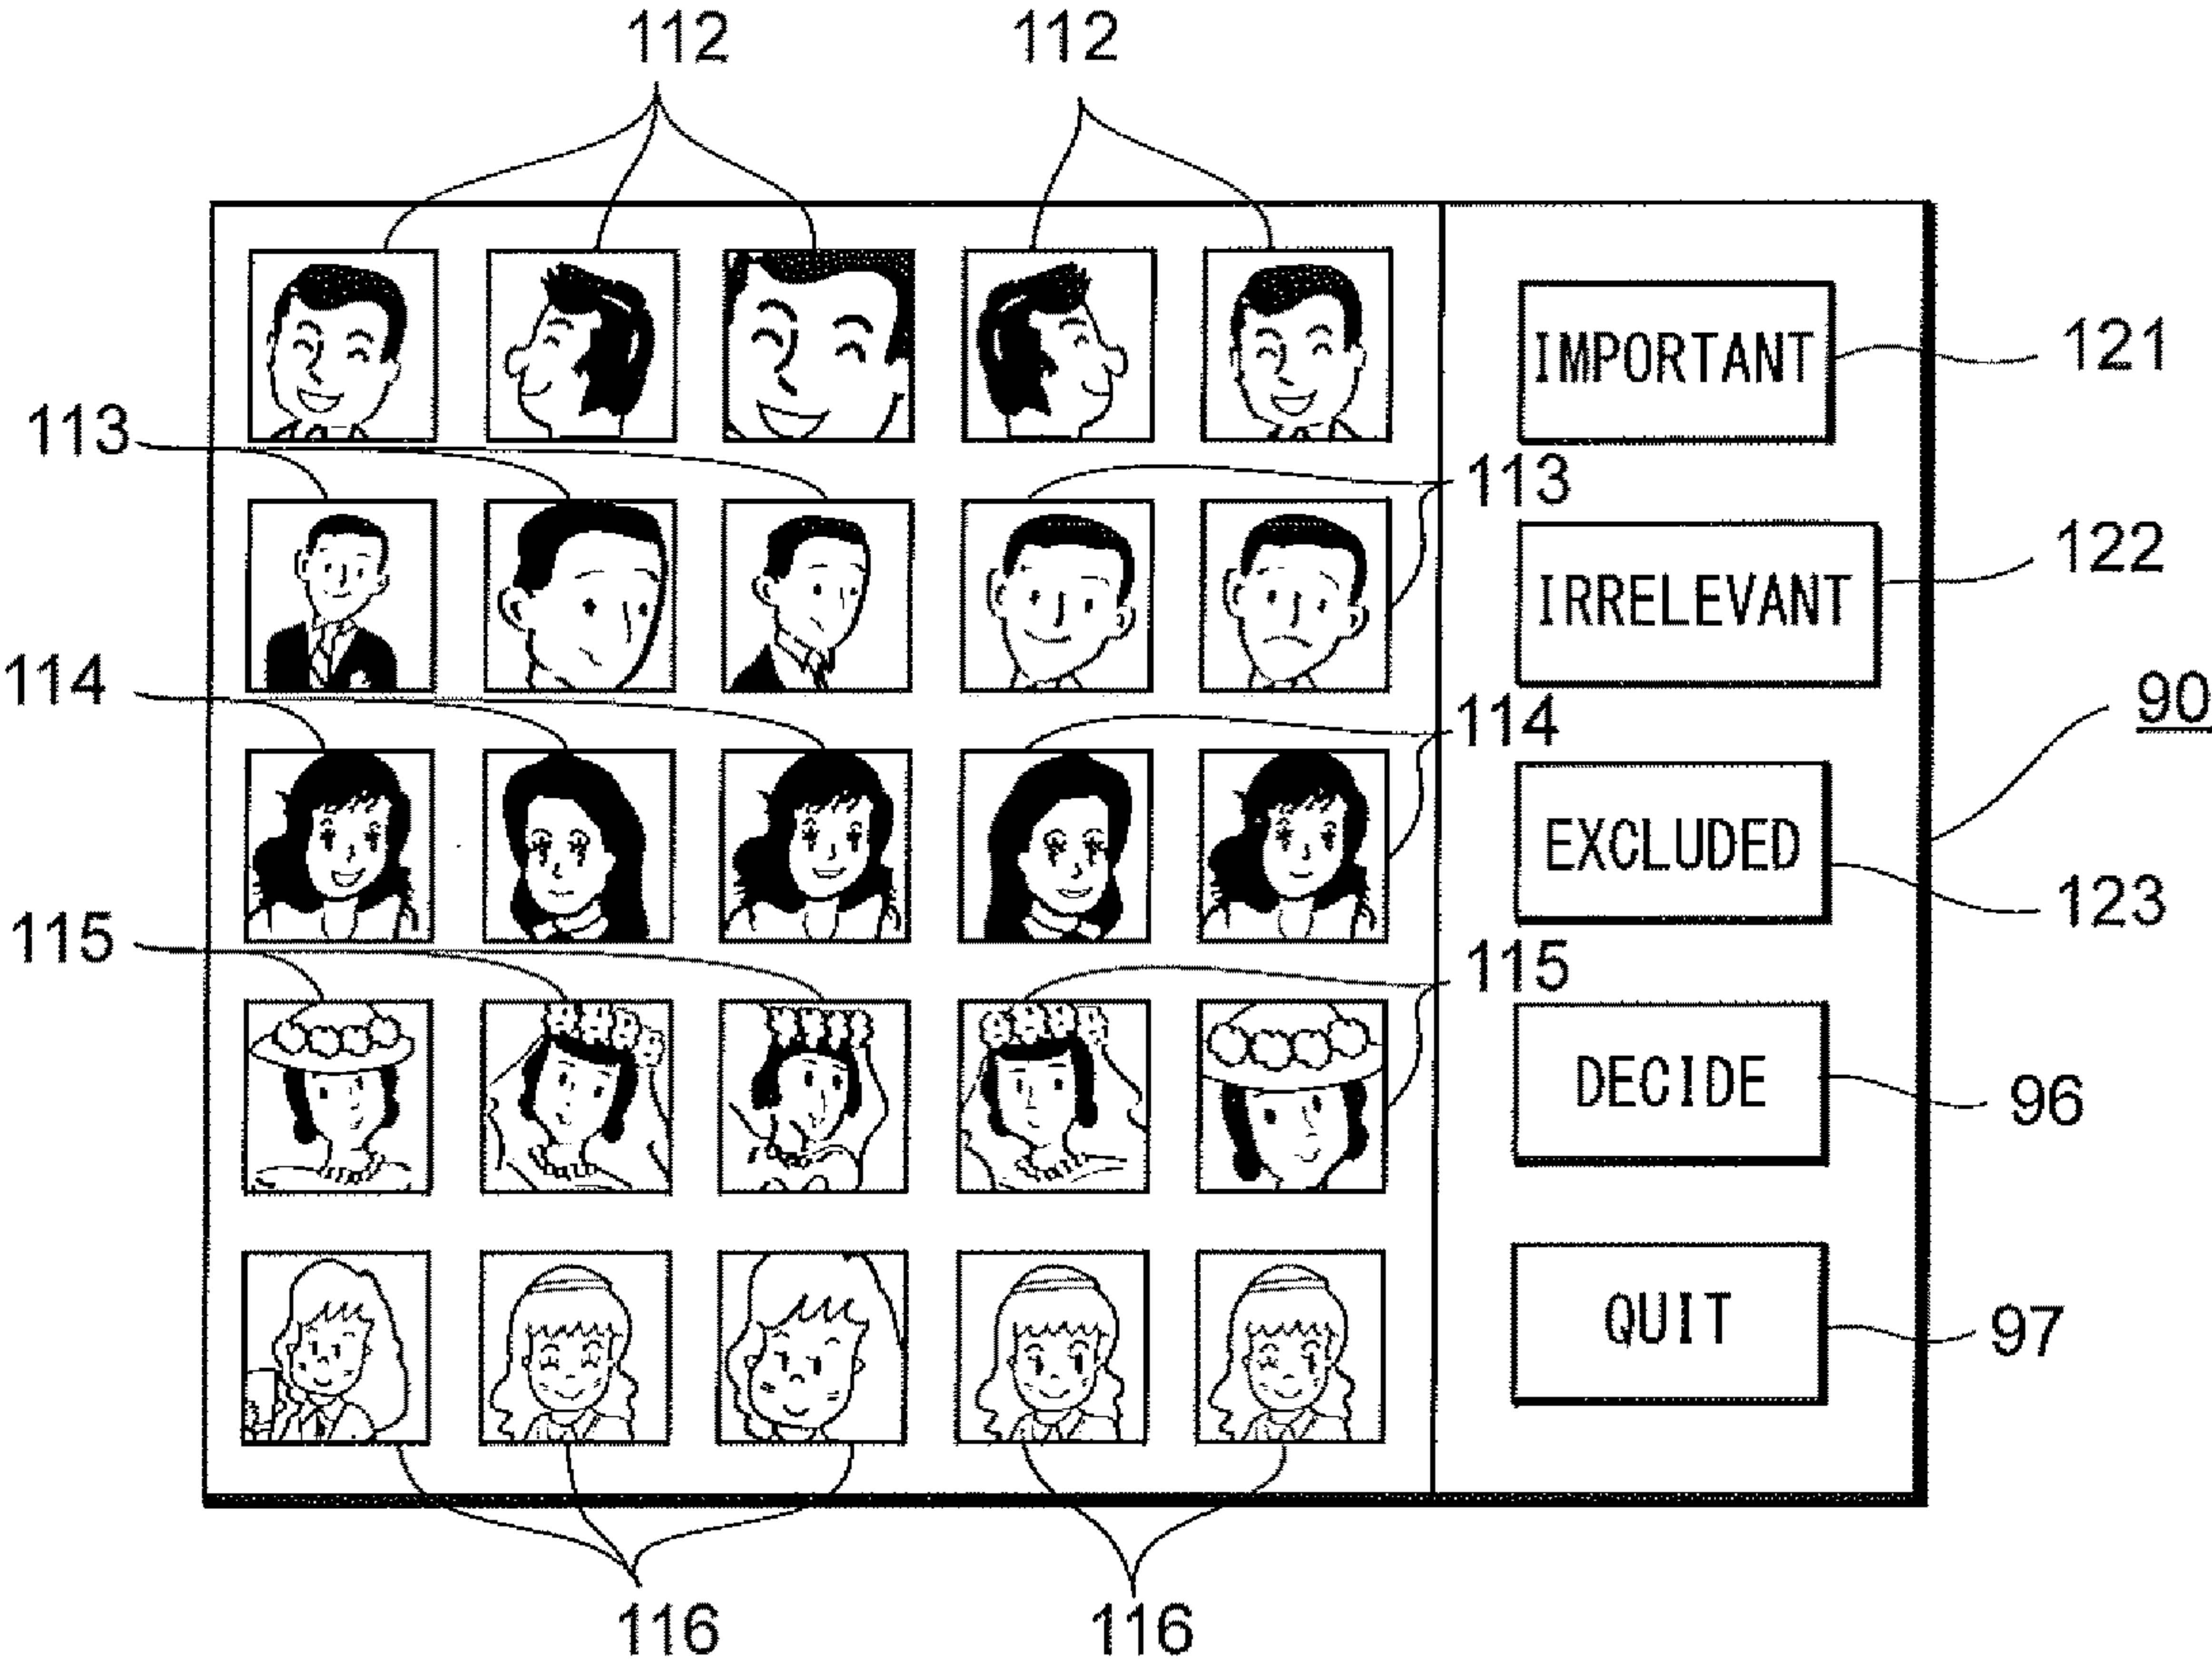 112 112
IMPORTANT 121
113 113
IRRELEVANT 122
114 114
90
EXCLUDED 123
115 115
DECIDE 96
QUIT 97
116 116